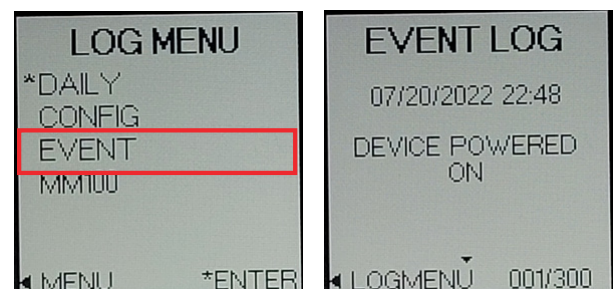 LOG MENU
*DAILY
CONFIG
EVENT
MM100
◀ MENU *ENTER
EVENT LOG
07/20/2022 22:48
DEVICE POWERED
ON
◀ LOGMENU 001/300